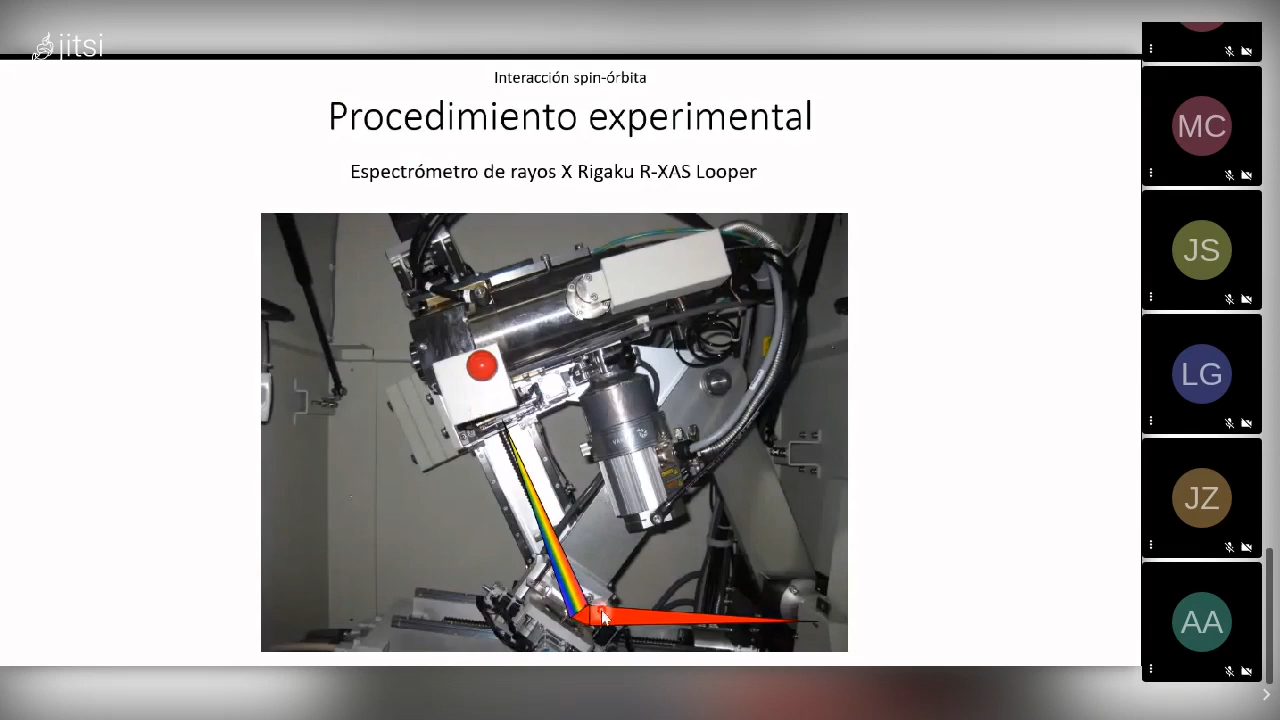 jitsi
Interacción spin-órbita
Procedimiento experimental
Espectrómetro de rayos X Rigaku R-XAS Looper
MC
JS
LG
JZ
AA